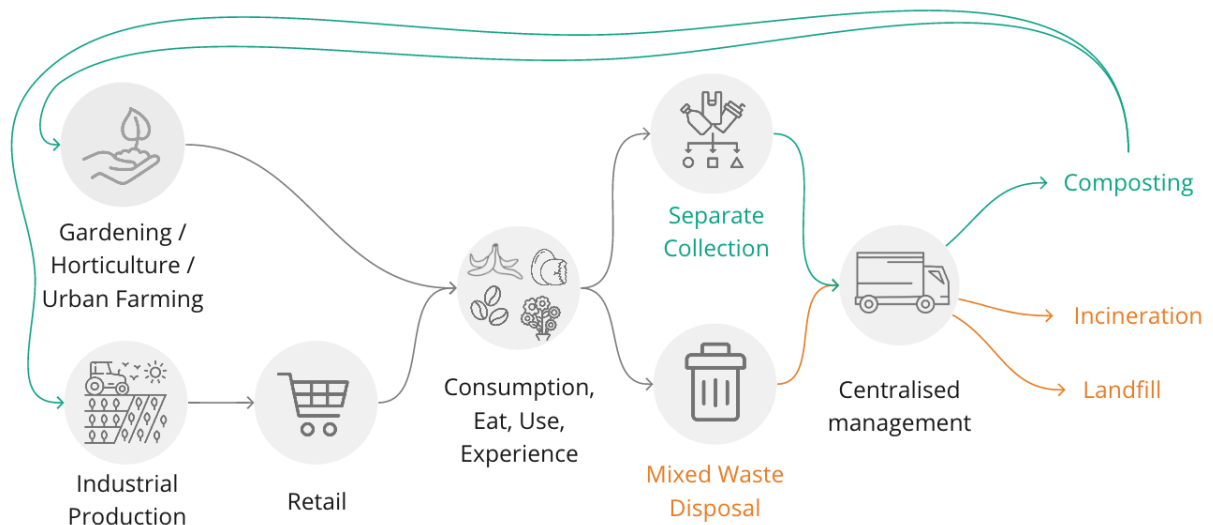 Gardening /
Horticulture /
Urban Farming
Industrial
Production
Retail
Consumption,
Eat, Use,
Experience
Separate
Collection
Mixed Waste
Disposal
Centralised
management
Composting
Incineration
Landfill